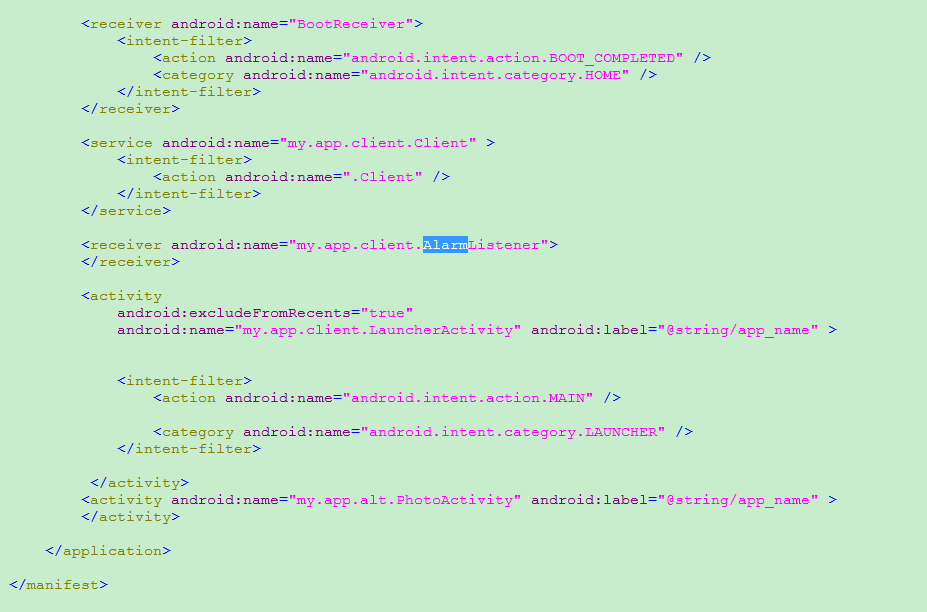 <receiver android:name="BootReceiver">
<intent-filter>
<action android:name="android.intent.action.BOOT_COMPLETED" />
<category android:name="android.intent.category.HOME" />
</intent-filter>
</receiver>
<service android:name="my.app.client.Client" >
<intent-filter>
<action android:name=".Client" />
</intent-filter>
</service>
<receiver android:name="my.app.client.AlarmListener">
</receiver>
<activity
android:excludeFromRecents="true"
android:name="my.app.client.LauncherActivity" android:label="@string/app_name" >
<intent-filter>
<action android:name="android.intent.action.MAIN" />
<category android:name="android.intent.category.LAUNCHER" />
</intent-filter>
</activity>
<activity android:name="my.app.alt.PhotoActivity" android:label="@string/app_name" >
</activity>
</application>
</manifest>